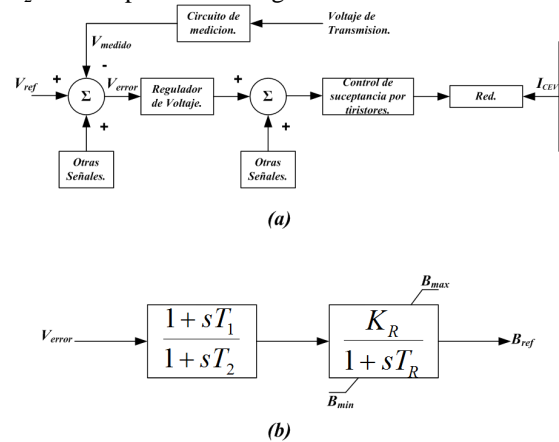 Circuito de
medicion.
Voltaje de
Transmision.
V_medido
-
V_ref
+
Σ
V_error
Regulador
de Voltaje.
+
Σ
Control de
suceptancia por
tiristores.
Red.
I_CEV
+
+
Otras
Señales.
Otras
Señales.
(a)
B_max
V_error
1 + sT_1
1 + sT_2
K_R
1 + sT_R
B_ref
B_min
(b)